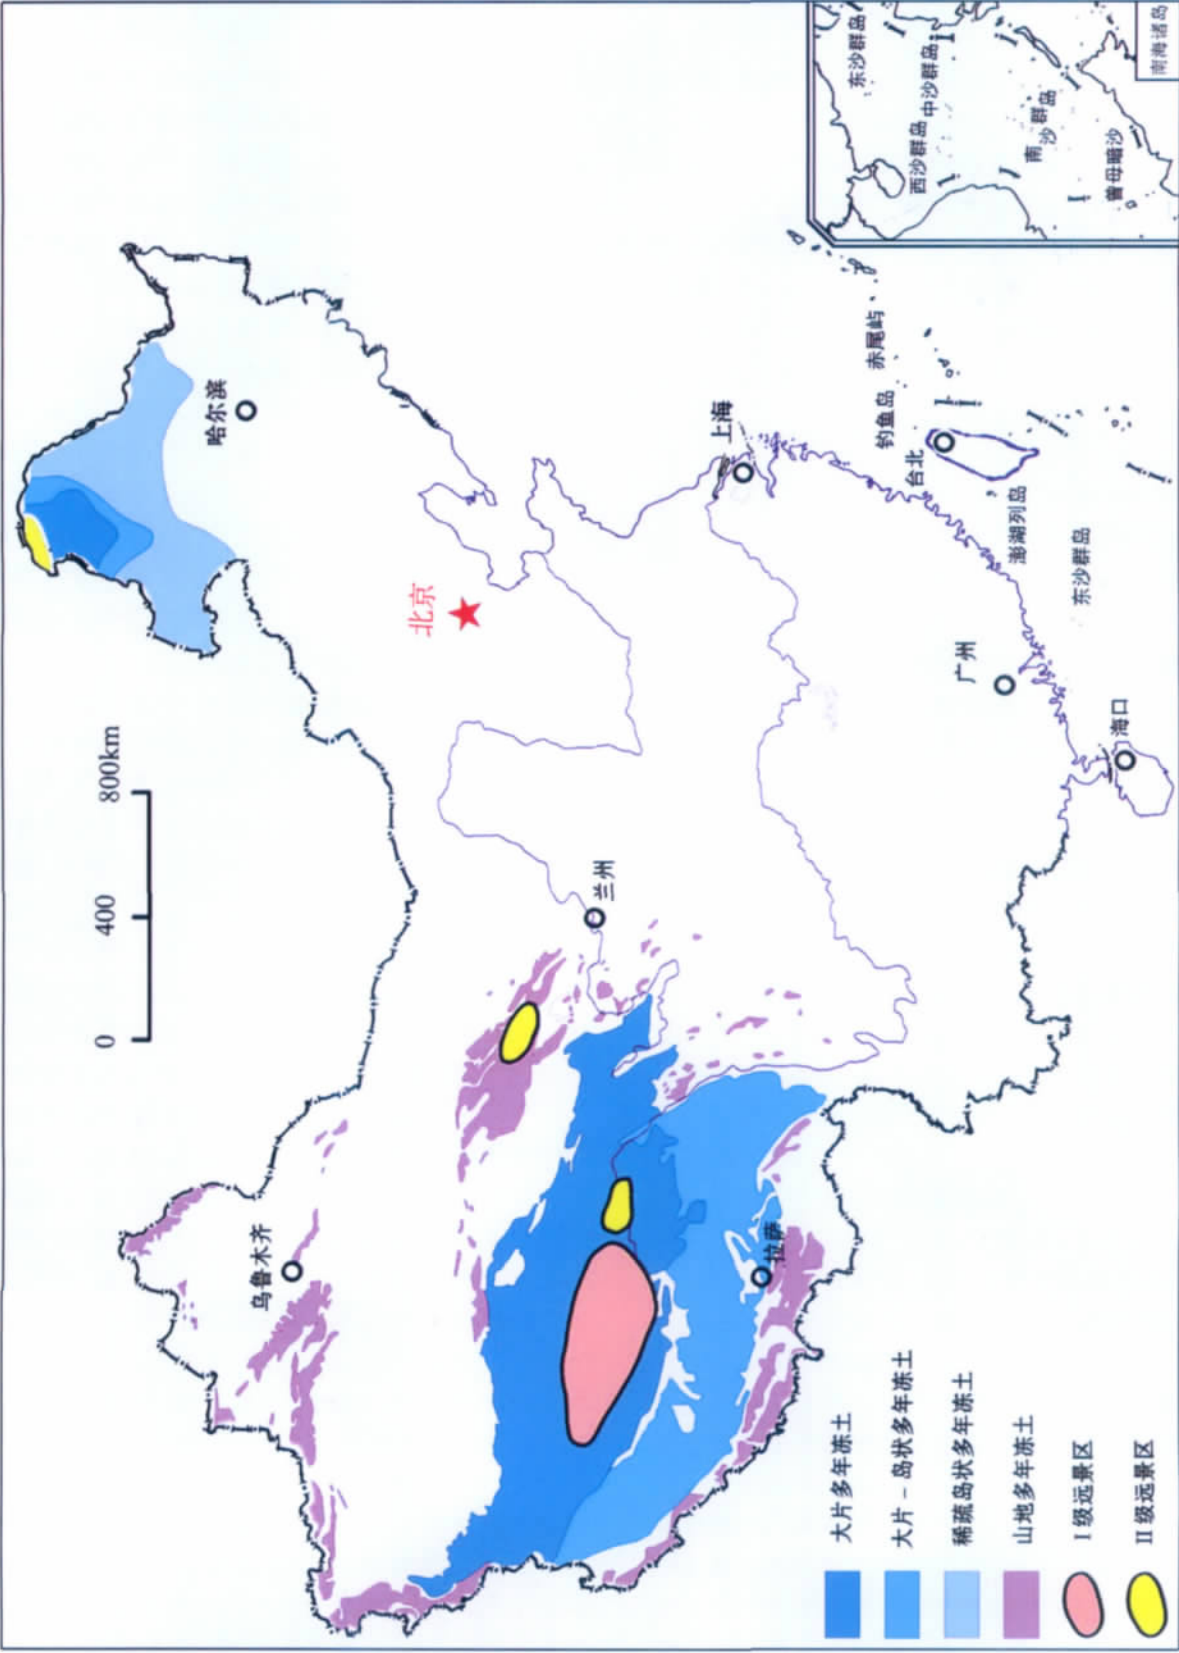 0 400 800km
乌鲁木齐
哈尔滨
北京
兰州
上海
拉萨
广州
海口
台北
钓鱼岛
赤尾屿
澎湖列岛
东沙群岛
大片多年冻土
大片-岛状多年冻土
稀疏岛状多年冻土
山地多年冻土
I级远景区
II级远景区
东沙群岛
西沙群岛
中沙群岛
南沙群岛
曾母暗沙
南海诸岛